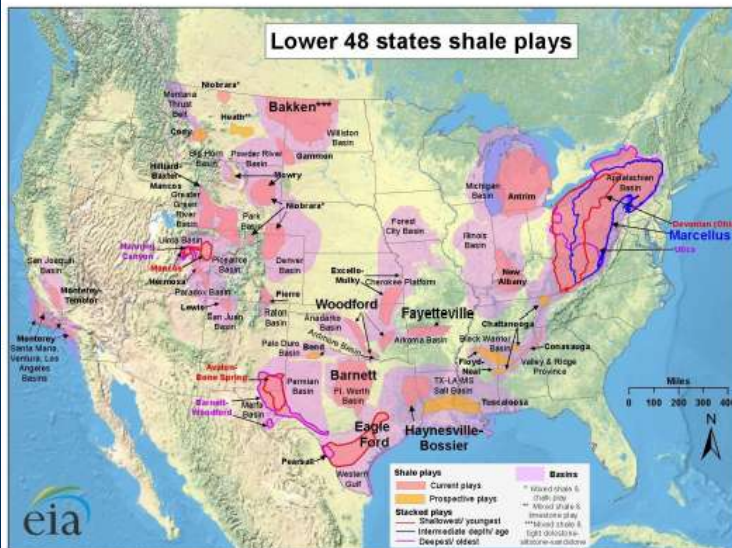 Lower 48 states shale plays
Niobrara*
Montana
Thrust
Belt
Bakken***
Heath**
Cody
Williston
Basin
Big Horn
Basin
Powder River
Basin
Gammon
Mowry
Hilliard-
Baxter-
Mancos
Greater
Green
River
Basin
Park
Basin
Niobrara*
Michigan
Basin
Antrim
Appalachian
Basin
Devonian (Ohio)
Marcellus
Utica
Forest
City Basin
Illinois
Basin
Uinta Basin
Manning
Canyon
Mancos
Piceance
Basin
Denver
Basin
Excello-
Mulky
Cherokee Platform
New
Albany
San Joaquin
Basin
Monterey-
Temblor
Hermosa
Paradox Basin
Lewis
San Juan
Basin
Pierre
Raton
Basin
Woodford
Anadarko
Basin
Fayetteville
Chattanooga
Monterey
Santa Maria,
Ventura, Los
Angeles
Basins
Palo Duro
Basin
Bend
Ardmore Basin
Arkoma Basin
Black Warrior
Basin
Conasauga
Valley & Ridge
Province
Floyd-
Neal
Avalon-
Bone Spring
Permian
Basin
Barnett
Ft. Worth
Basin
TX-LA-MS
Salt Basin
Tuscaloosa
Barnett-
Woodford
Marfa
Basin
Eagle
Ford
Haynesville-
Bossier
Pearsall
Western
Gulf
Miles
0 100 200 300 400
N
Shale plays
Current plays
Prospective plays
Stacked plays
Shallowest/ youngest
Intermediate depth/ age
Deepest/ oldest
Basins
* Mixed shale &
chalk play
** Mixed shale &
limestone play
***Mixed shale &
tight dolostone-
siltstone-sandstone
eia